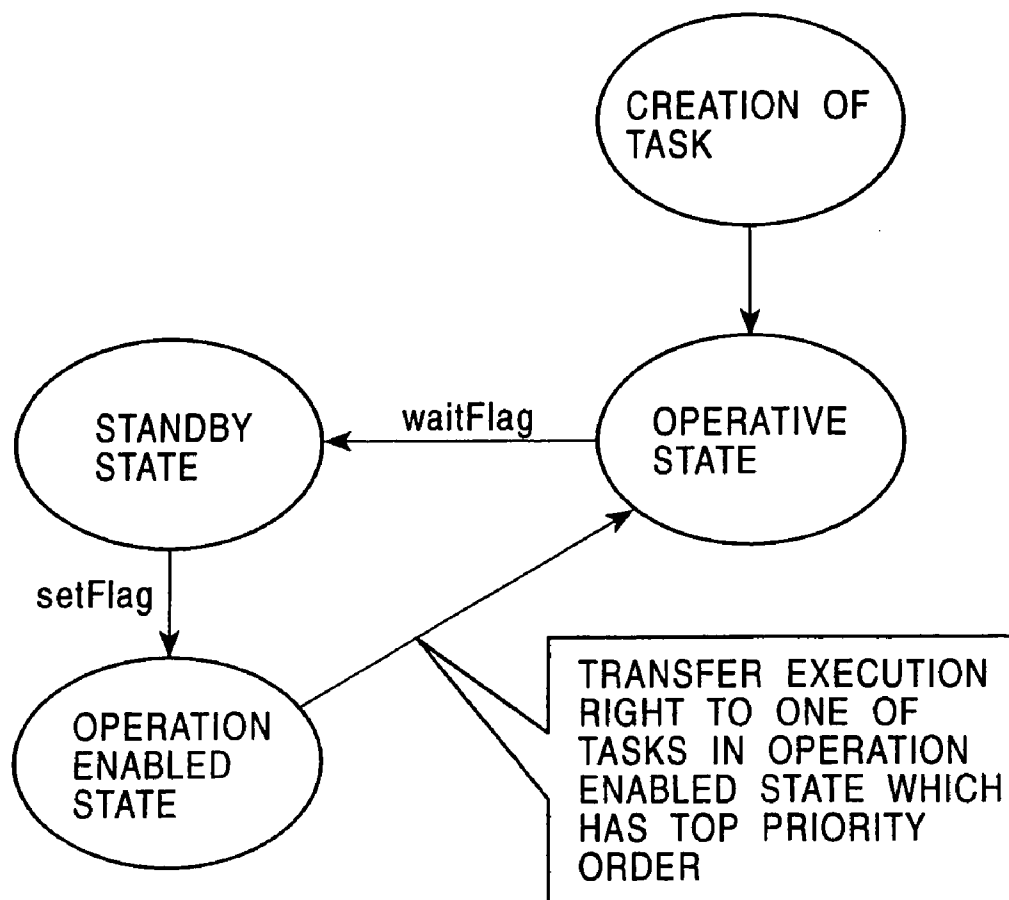 CREATION OF
TASK
STANDBY
STATE
waitFlag
OPERATIVE
STATE
setFlag
OPERATION
ENABLED
STATE
TRANSFER EXECUTION
RIGHT TO ONE OF
TASKS IN OPERATION
ENABLED STATE WHICH
HAS TOP PRIORITY
ORDER